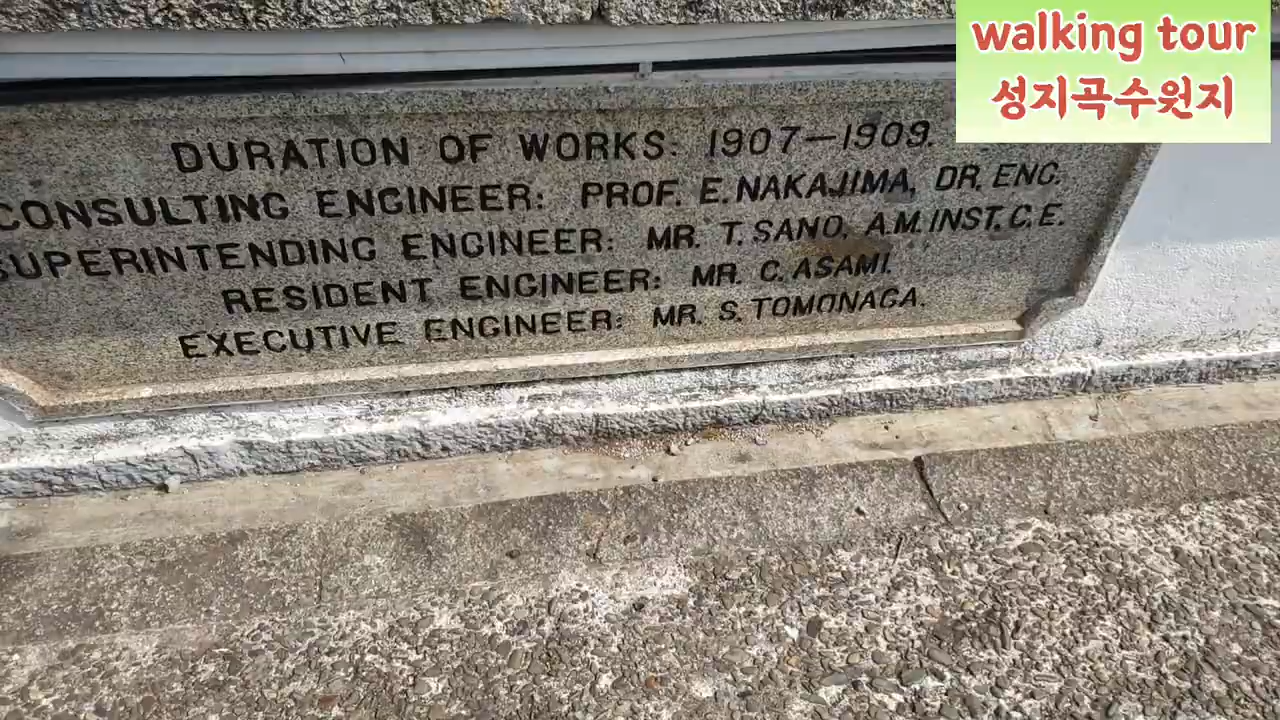 walking tour
성지곡수원지
DURATION OF WORKS: 1907—1909.
CONSULTING ENGINEER: PROF. E. NAKAJIMA, DR. ENG.
SUPERINTENDING ENGINEER: MR. T. SANO, A.M. INST. C. E.
RESIDENT ENGINEER: MR. C. ASAMI.
EXECUTIVE ENGINEER: MR. S. TOMONAGA.